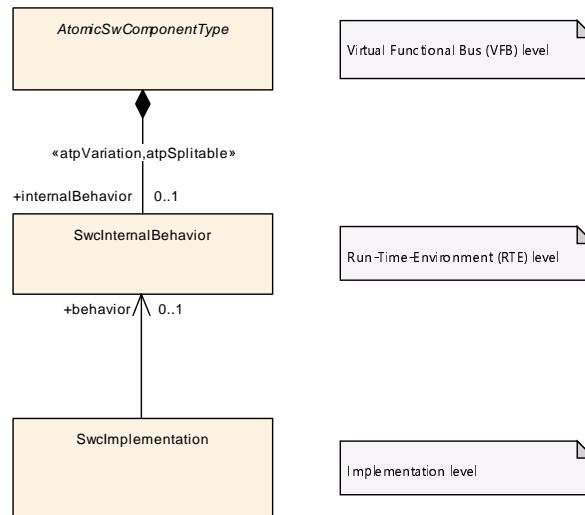 AtomicSwComponentType
Virtual Functional Bus (VFB) level
«atpVariation,atpSplitable»
+internalBehavior 0..1
SwcInternalBehavior
Run-Time-Environment (RTE) level
+behavior 0..1
SwcImplementation
Implementation level